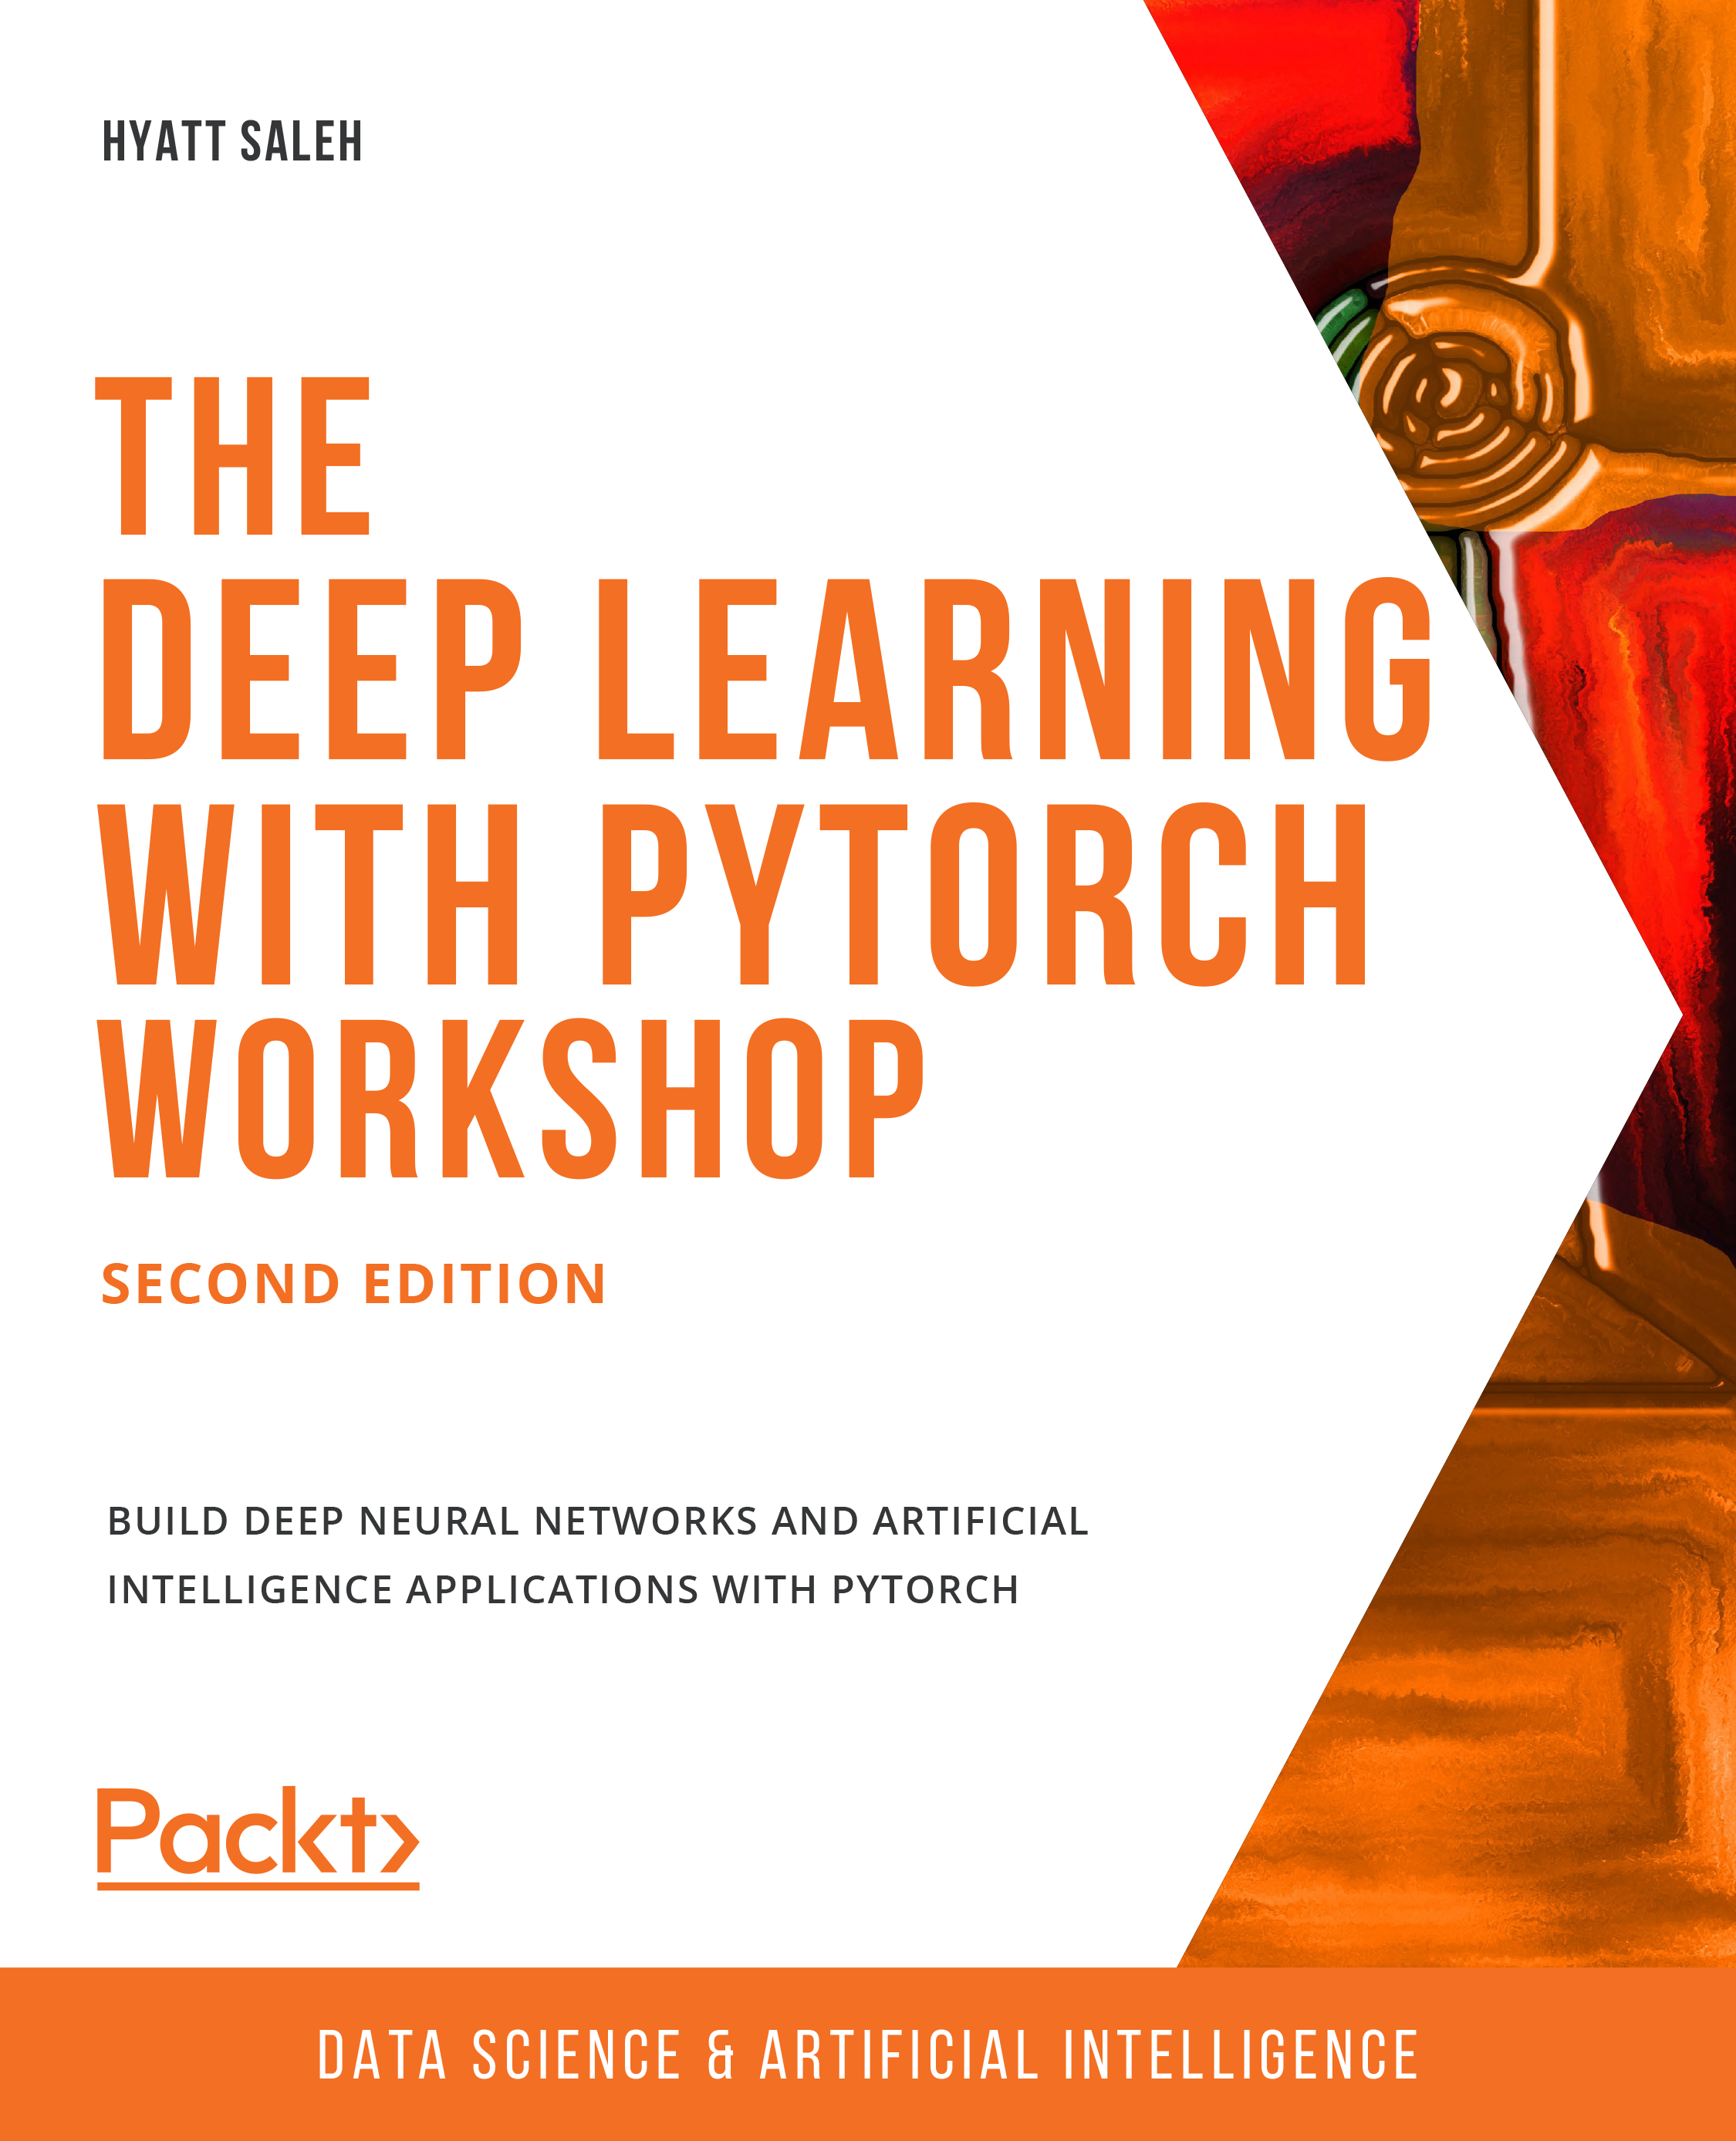 HYATT SALEH
THE
DEEP LEARNING
WITH PYTORCH
WORKSHOP
SECOND EDITION
BUILD DEEP NEURAL NETWORKS AND ARTIFICIAL
INTELLIGENCE APPLICATIONS WITH PYTORCH
Packt
DATA SCIENCE & ARTIFICIAL INTELLIGENCE